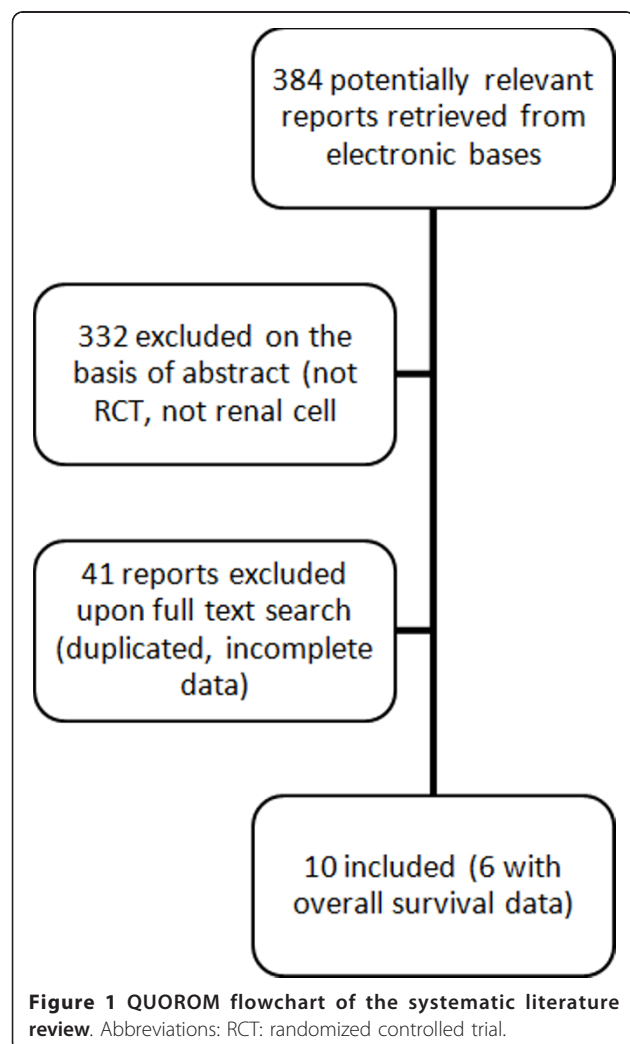 384 potentially relevant
reports retrieved from
electronic bases
332 excluded on the
basis of abstract (not
RCT, not renal cell
41 reports excluded
upon full text search
(duplicated, incomplete
data)
10 included (6 with
overall survival data)
Figure 1 QUOROM flowchart of the systematic literature
review. Abbreviations: RCT: randomized controlled trial.